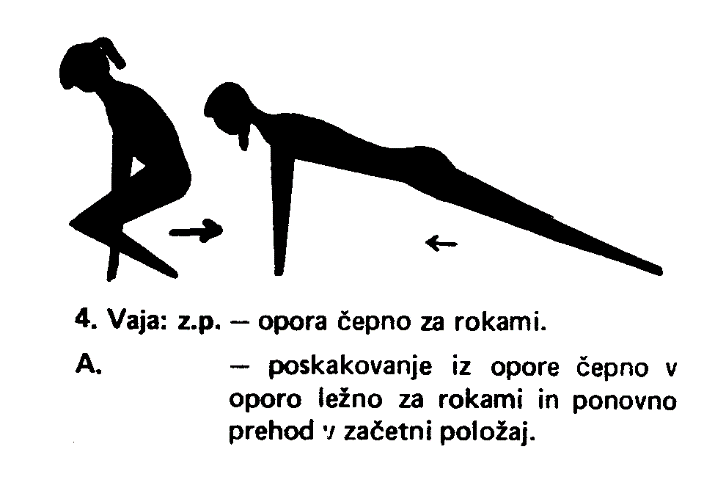 4. Vaja: z.p. — opora čepno za rokami.
A. — poskakovanje iz opore čepno v
oporo ležno za rokami in ponovno
prehod v začetni položaj.